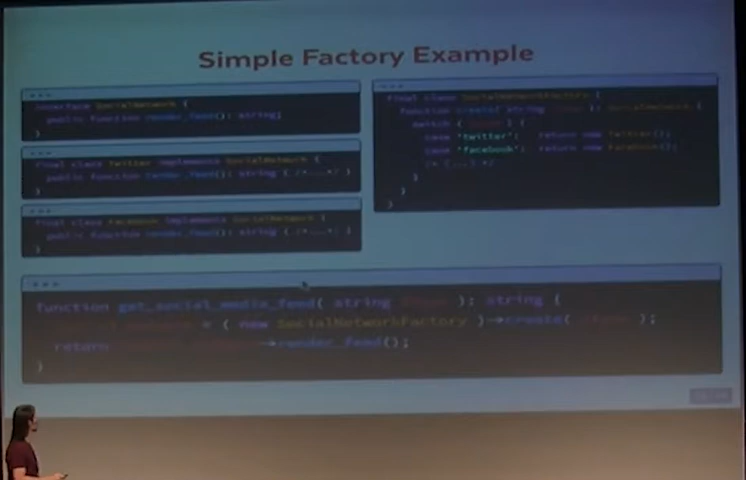 Simple Factory Example
interface SocialNetwork {
public function render_feed(): string;
}
final class Twitter implements SocialNetwork {
public function render_feed(): string { /*...*/ }
}
final class Facebook implements SocialNetwork {
public function render_feed(): string { /*...*/ }
}
final class SocialNetworkFactory {
function create( string ): SocialNetwork {
switch ( ) {
case 'twitter': return new Twitter();
case 'facebook': return new Facebook();
/* [...] */
}
}
}
function get_social_media_feed( string ): string {
= ( new SocialNetworkFactory )->create( );
return ->render_feed();
}